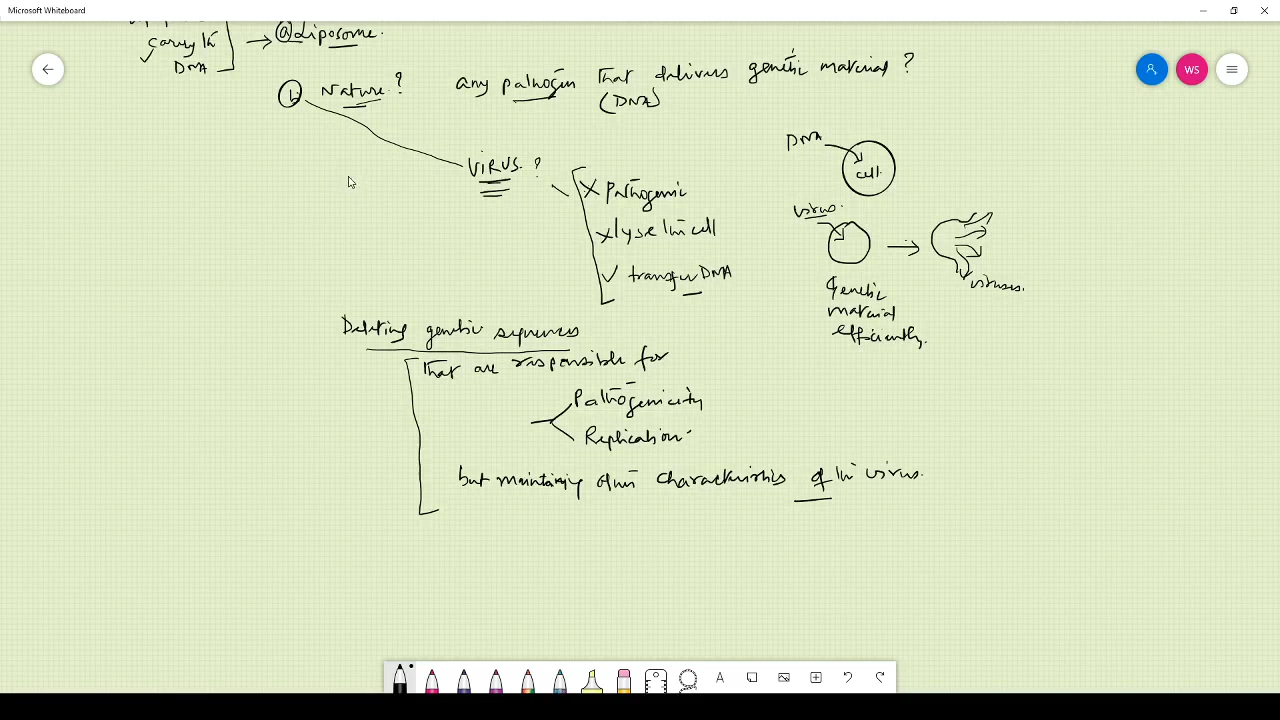 Microsoft Whiteboard
carry the DNA
→ ⓐ Liposome.
ⓑ Nature? any pathogen that delivers genetic material?
(DNA)
VIRUS ?
X Pathogenic
X lyse the cell
✓ transfer DNA
DNA
cell
virus.
viruses.
Genetic
material
efficiently.
Deleting genetic sequences
that are responsible for
Pathogenicity
Replication
but maintaining other characteristics of the virus.
WS
A